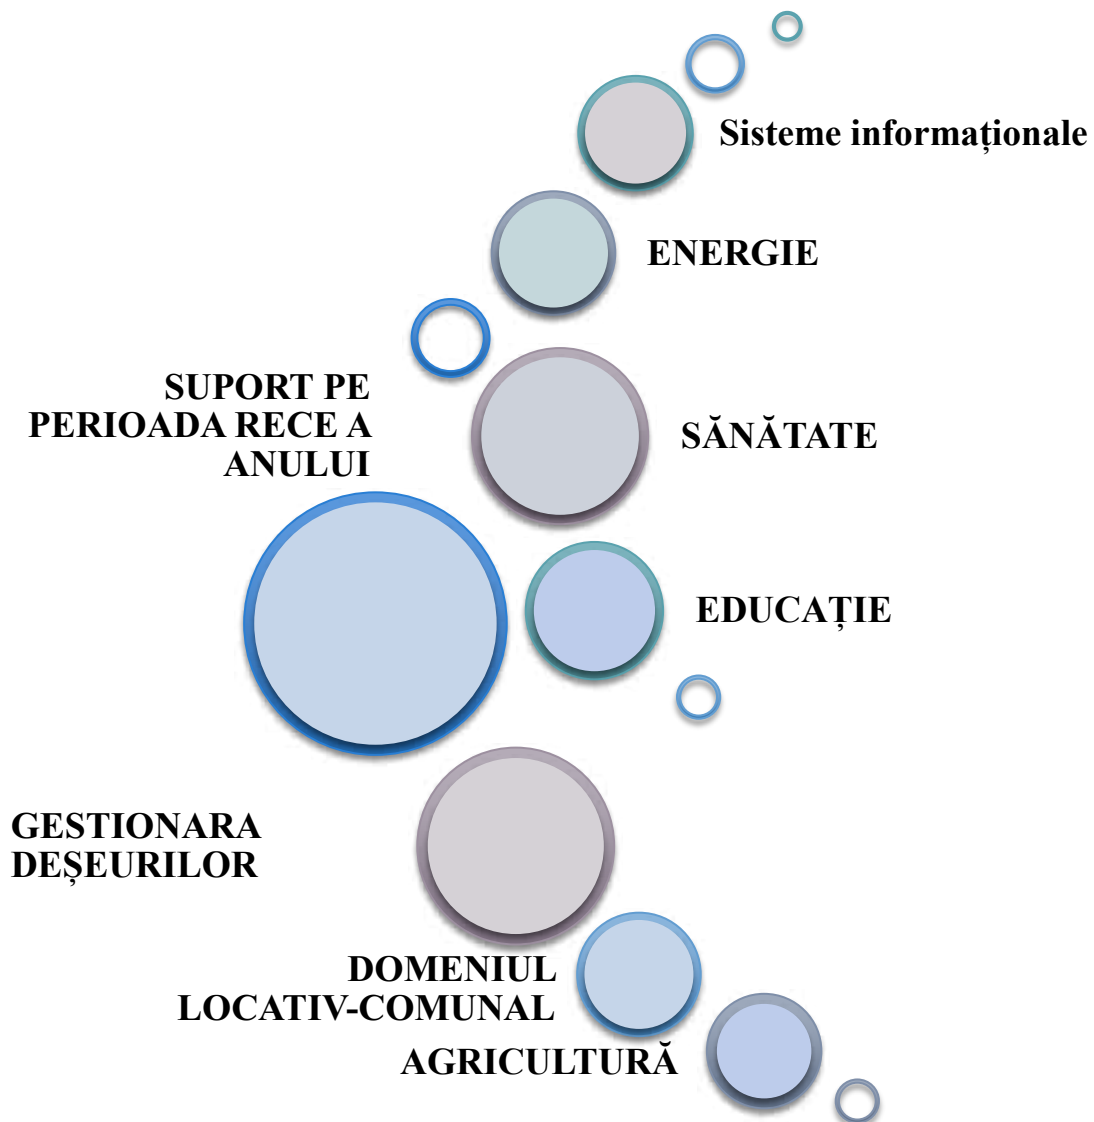 Sisteme informaționale
ENERGIE
SUPORT PE
PERIOADA RECE A
ANULUI
SĂNĂTATE
EDUCAȚIE
GESTIONARA
DEȘEURILOR
DOMENIUL
LOCATIV-COMUNAL
AGRICULTURĂ